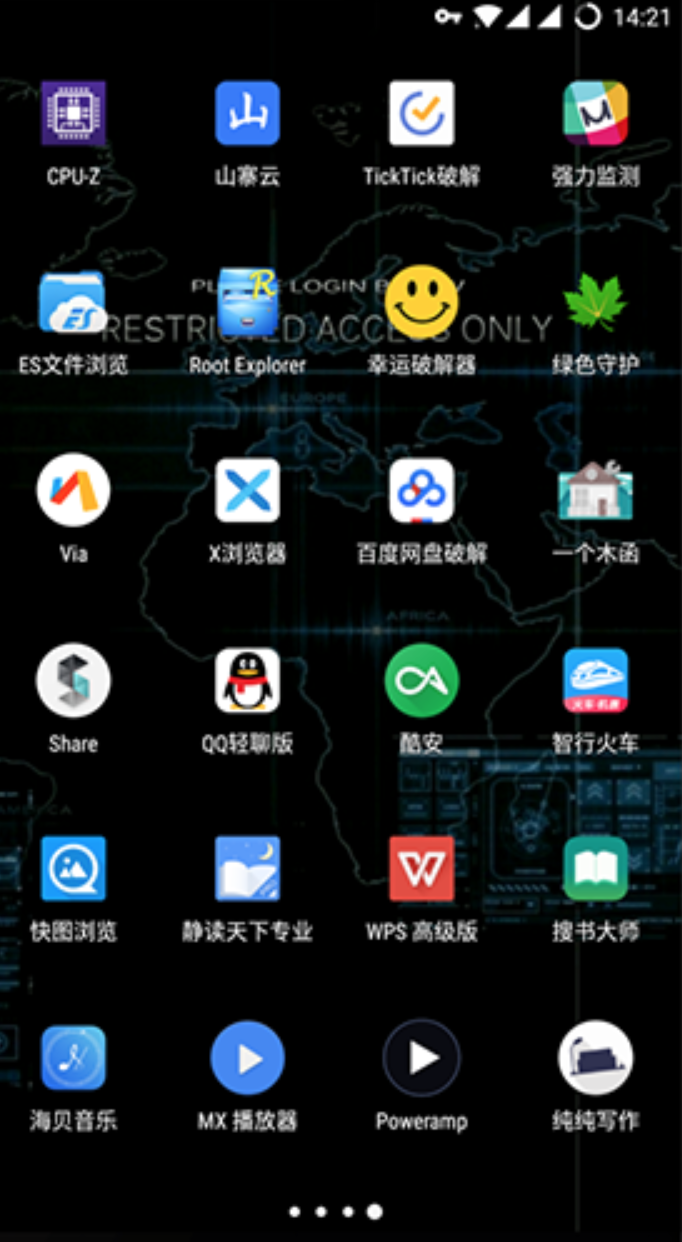 14:21
CPU-Z
山寨云
TickTick破解
强力监测
RESTRICTED ACCESS ONLY
ES文件浏览
Root Explorer
幸运破解器
绿色守护
EUROPE
Via
X浏览器
百度网盘破解
一个木函
AFRICA
Share
QQ轻聊版
酷安
火车·机票
智行火车
快图浏览
静读天下专业
WPS 高级版
搜书大师
海贝音乐
MX 播放器
Poweramp
纯纯写作